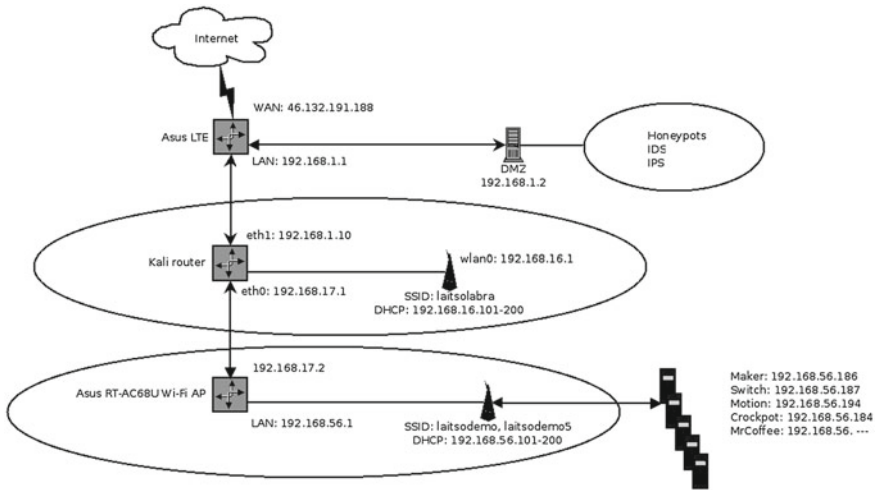 Internet
WAN: 46.132.191.188
Asus LTE
LAN: 192.168.1.1
DMZ
192.168.1.2
Honeypots
IDS
IPS
eth1: 192.168.1.10
Kali router
wlan0: 192.168.16.1
eth0: 192.168.17.1
SSID: laitsolabra
DHCP: 192.168.16.101-200
192.168.17.2
Asus RT-AC68U Wi-Fi AP
LAN: 192.168.56.1
SSID: laitsodemo, laitsodemo5
DHCP: 192.168.56.101-200
Maker: 192.168.56.186
Switch: 192.168.56.187
Motion: 192.168.56.194
Crockpot: 192.168.56.184
MrCoffee: 192.168.56. ---